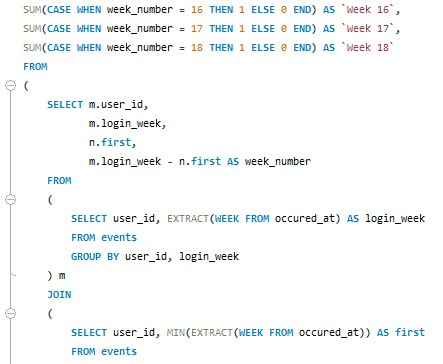 SUM(CASE WHEN week_number = 16 THEN 1 ELSE 0 END) AS `Week 16`,
SUM(CASE WHEN week_number = 17 THEN 1 ELSE 0 END) AS `Week 17`,
SUM(CASE WHEN week_number = 18 THEN 1 ELSE 0 END) AS `Week 18`
FROM
(
SELECT m.user_id,
m.login_week,
n.first,
m.login_week - n.first AS week_number
FROM
(
SELECT user_id, EXTRACT(WEEK FROM occured_at) AS login_week
FROM events
GROUP BY user_id, login_week
) m
JOIN
(
SELECT user_id, MIN(EXTRACT(WEEK FROM occured_at)) AS first
FROM events